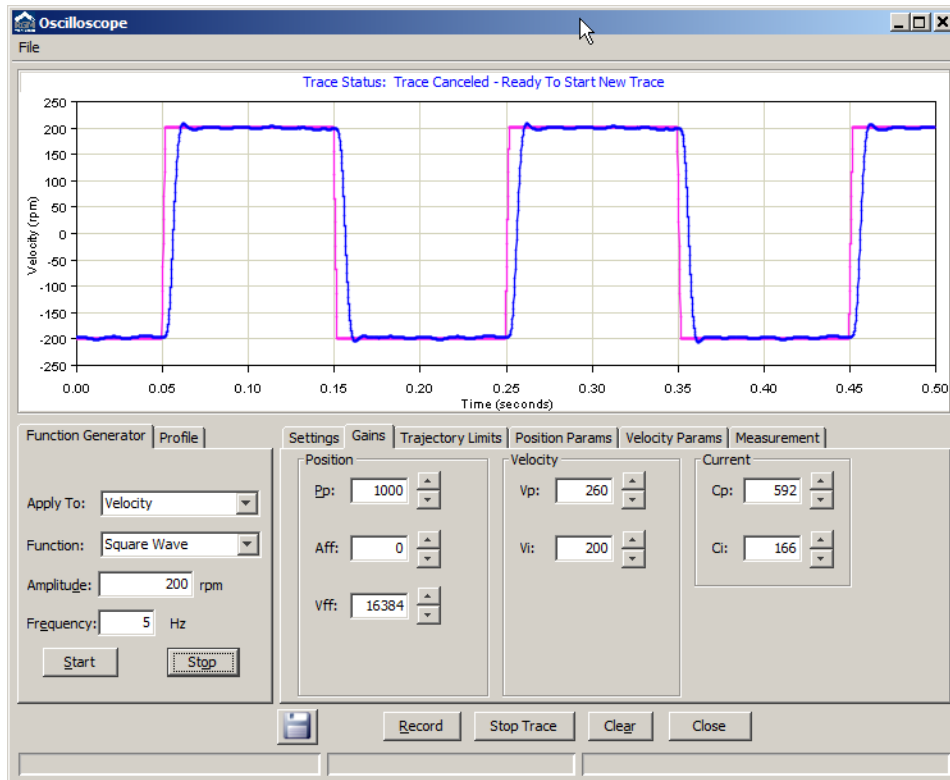 Oscilloscope
File
Trace Status: Trace Canceled - Ready To Start New Trace
250
200
150
100
50
0
-50
-100
-150
-200
-250
Velocity (rpm)
0.00 0.05 0.10 0.15 0.20 0.25 0.30 0.35 0.40 0.45 0.50
Time (seconds)
Function Generator Profile
Apply To: Velocity
Function: Square Wave
Amplitude: 200 rpm
Frequency: 5 Hz
Start Stop
Settings Gains Trajectory Limits Position Params Velocity Params Measurement
Position
Pp: 1000
Aff: 0
Vff: 16384
Velocity
Vp: 260
Vi: 200
Current
Cp: 592
Ci: 166
Record Stop Trace Clear Close